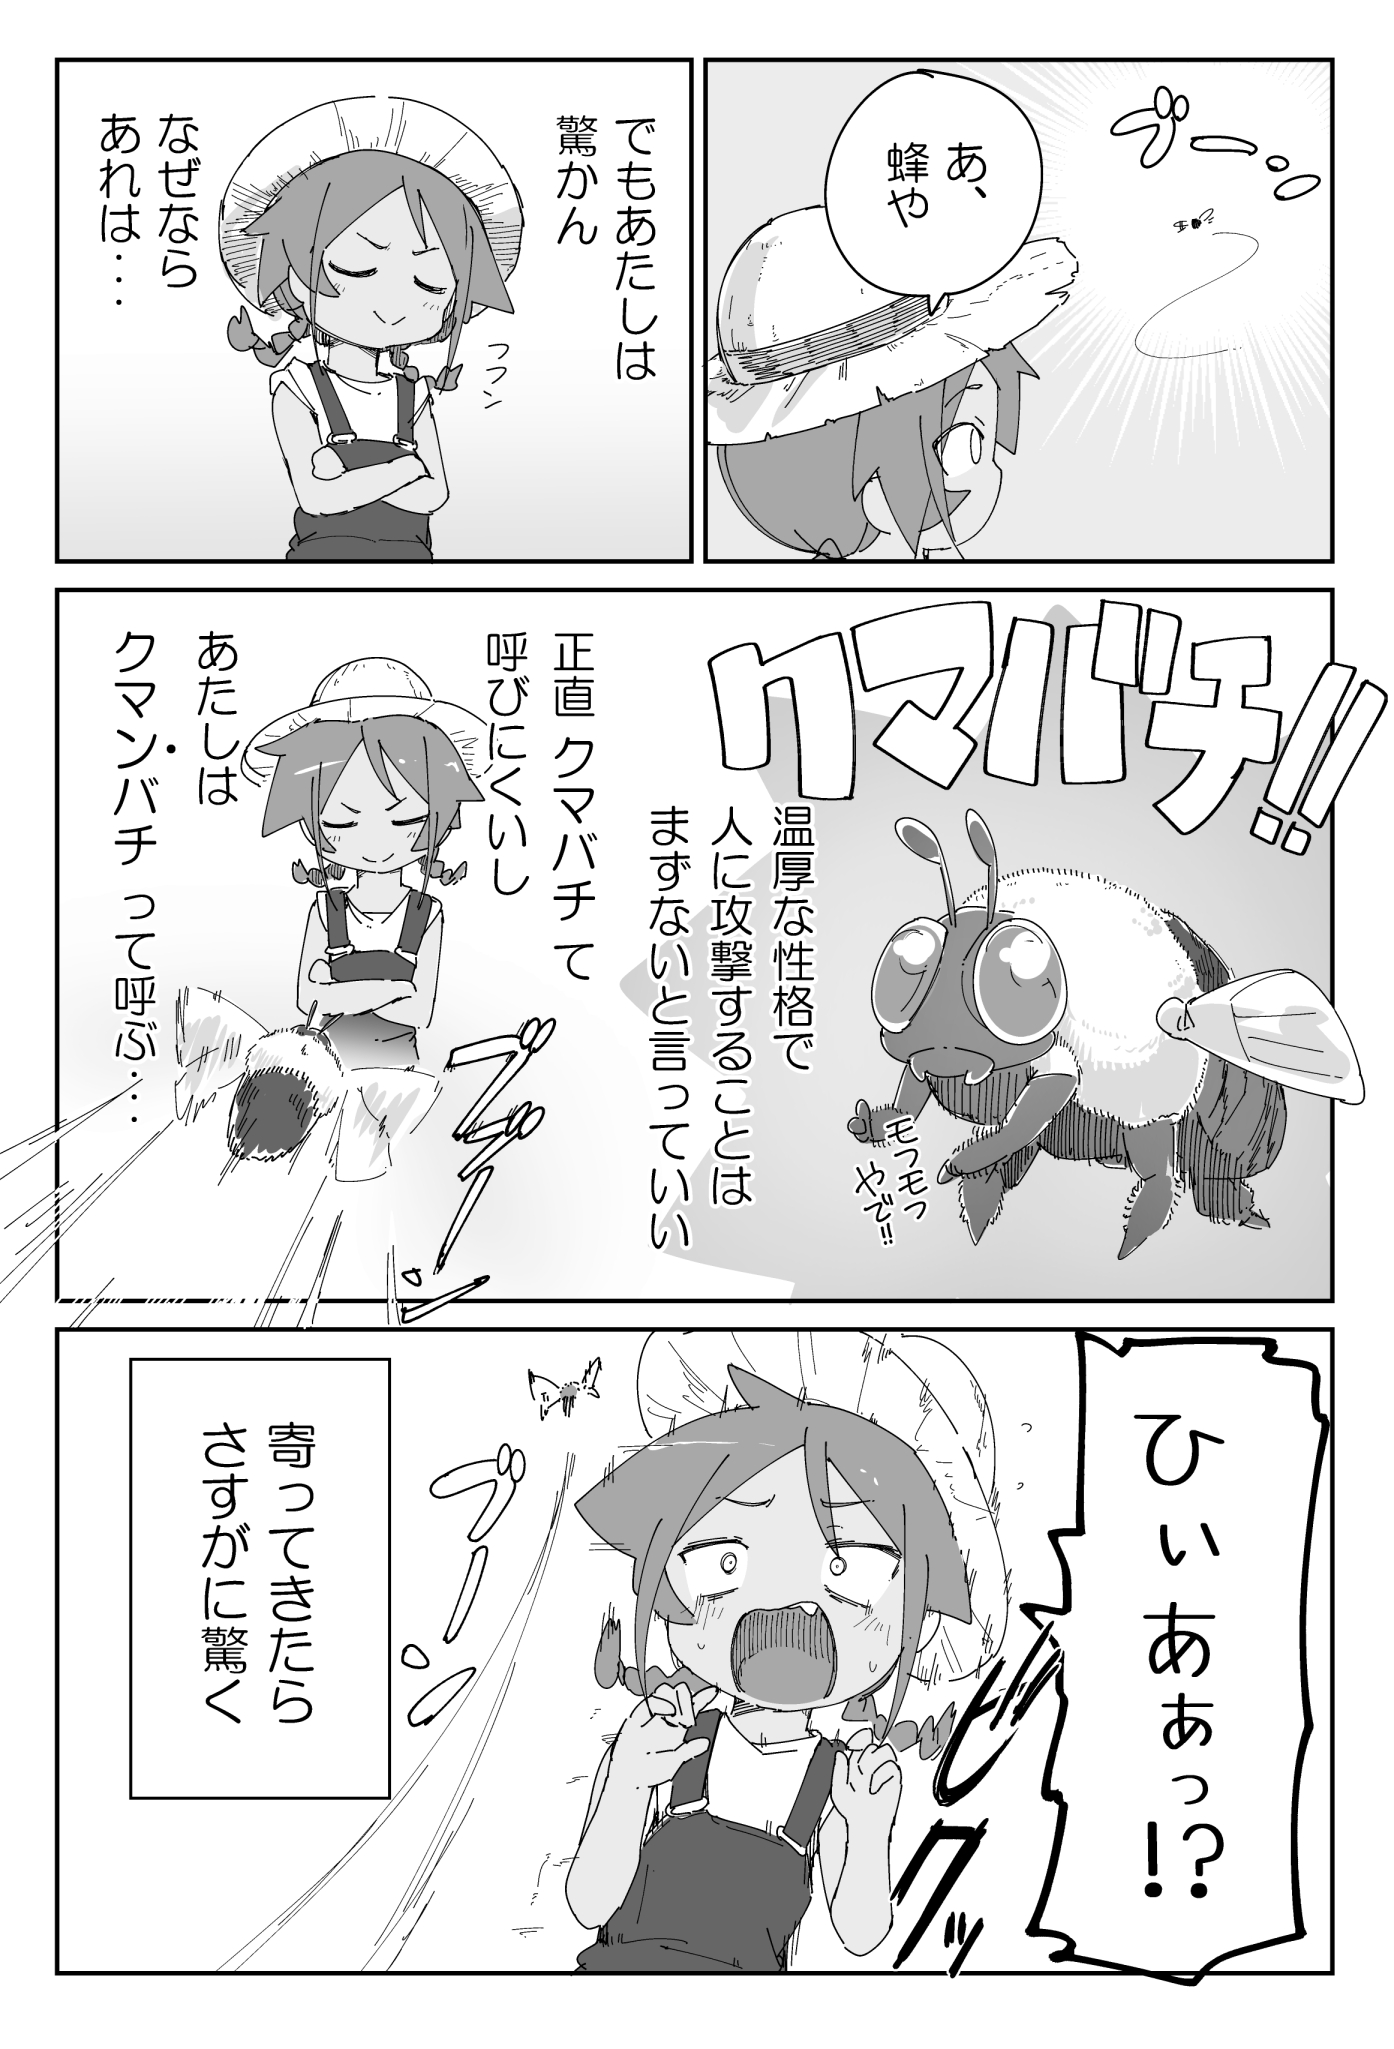 ブーン
あ、
蜂や
でもあたしは
驚かん
なぜなら
あれは・・・
フフン
クマバチ!!
温厚な性格で
人に攻撃することは
まずないと言っていい
モフモフ
やで!!
正直 クマバチ て
呼びにくいし
あたしは
クマンバチ って呼ぶ・・・
ブブブーン
ひぃあぁっ!?
ビクッ
ブーン
寄ってきたら
さすがに驚く